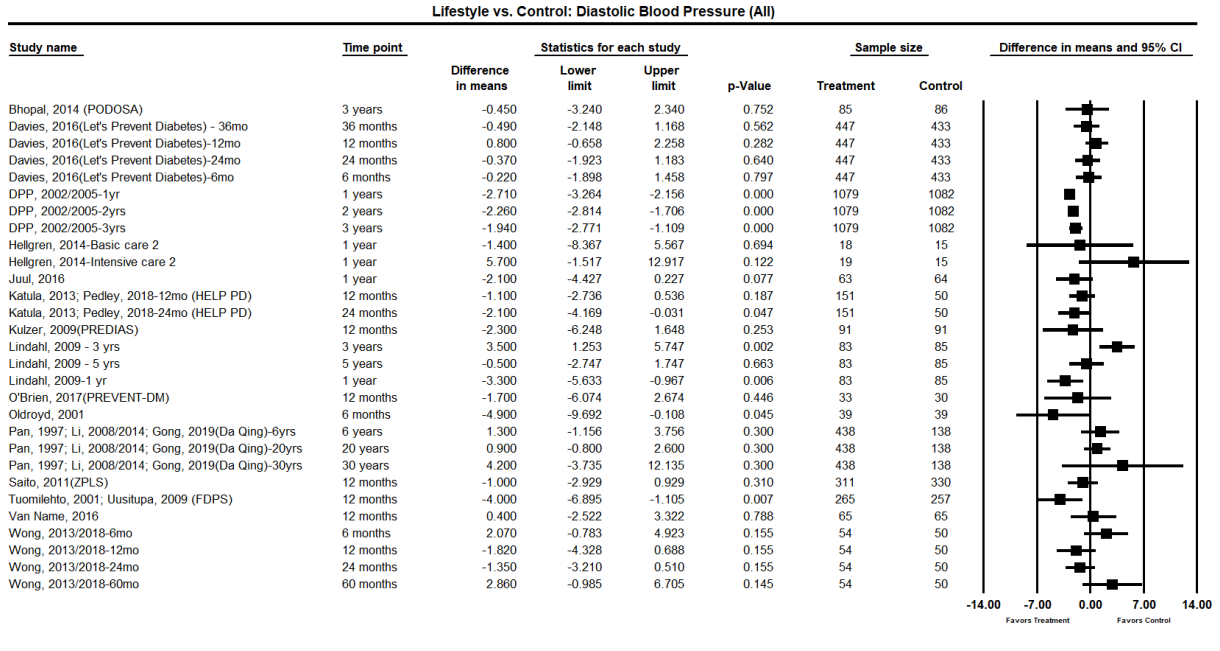 Lifestyle vs. Control: Diastolic Blood Pressure (All)
Study name Time point Statistics for each study Sample size Difference in means and 95% CI
Difference in means Lower limit Upper limit p-Value Treatment Control
Bhopal, 2014 (PODOSA) 3 years -0.450 -3.240 2.340 0.752 85 86
Davies, 2016(Let's Prevent Diabetes) - 36mo 36 months -0.490 -2.148 1.168 0.562 447 433
Davies, 2016(Let's Prevent Diabetes)-12mo 12 months 0.800 -0.658 2.258 0.282 447 433
Davies, 2016(Let's Prevent Diabetes)-24mo 24 months -0.370 -1.923 1.183 0.640 447 433
Davies, 2016(Let's Prevent Diabetes)-6mo 6 months -0.220 -1.898 1.458 0.797 447 433
DPP, 2002/2005-1yr 1 years -2.710 -3.264 -2.156 0.000 1079 1082
DPP, 2002/2005-2yrs 2 years -2.260 -2.814 -1.706 0.000 1079 1082
DPP, 2002/2005-3yrs 3 years -1.940 -2.771 -1.109 0.000 1079 1082
Hellgren, 2014-Basic care 2 1 year -1.400 -8.367 5.567 0.694 18 15
Hellgren, 2014-Intensive care 2 1 year 5.700 -1.517 12.917 0.122 19 15
Juul, 2016 1 year -2.100 -4.427 0.227 0.077 63 64
Katula, 2013; Pedley, 2018-12mo (HELP PD) 12 months -1.100 -2.736 0.536 0.187 151 50
Katula, 2013; Pedley, 2018-24mo (HELP PD) 24 months -2.100 -4.169 -0.031 0.047 151 50
Kulzer, 2009(PREDIAS) 12 months -2.300 -6.248 1.648 0.253 91 91
Lindahl, 2009 - 3 yrs 3 years 3.500 1.253 5.747 0.002 83 85
Lindahl, 2009 - 5 yrs 5 years -0.500 -2.747 1.747 0.663 83 85
Lindahl, 2009-1 yr 1 year -3.300 -5.633 -0.967 0.006 83 85
O'Brien, 2017(PREVENT-DM) 12 months -1.700 -6.074 2.674 0.446 33 30
Oldroyd, 2001 6 months -4.900 -9.692 -0.108 0.045 39 39
Pan, 1997; Li, 2008/2014; Gong, 2019(Da Qing)-6yrs 6 years 1.300 -1.156 3.756 0.300 438 138
Pan, 1997; Li, 2008/2014; Gong, 2019(Da Qing)-20yrs 20 years 0.900 -0.800 2.600 0.300 438 138
Pan, 1997; Li, 2008/2014; Gong, 2019(Da Qing)-30yrs 30 years 4.200 -3.735 12.135 0.300 438 138
Saito, 2011(ZPLS) 12 months -1.000 -2.929 0.929 0.310 311 330
Tuomilehto, 2001; Uusitupa, 2009 (FDPS) 12 months -4.000 -6.895 -1.105 0.007 265 257
Van Name, 2016 12 months 0.400 -2.522 3.322 0.788 65 65
Wong, 2013/2018-6mo 6 months 2.070 -0.783 4.923 0.155 54 50
Wong, 2013/2018-12mo 12 months -1.820 -4.328 0.688 0.155 54 50
Wong, 2013/2018-24mo 24 months -1.350 -3.210 0.510 0.155 54 50
Wong, 2013/2018-60mo 60 months 2.860 -0.985 6.705 0.145 54 50
-14.00 -7.00 0.00 7.00 14.00
Favors Treatment Favors Control